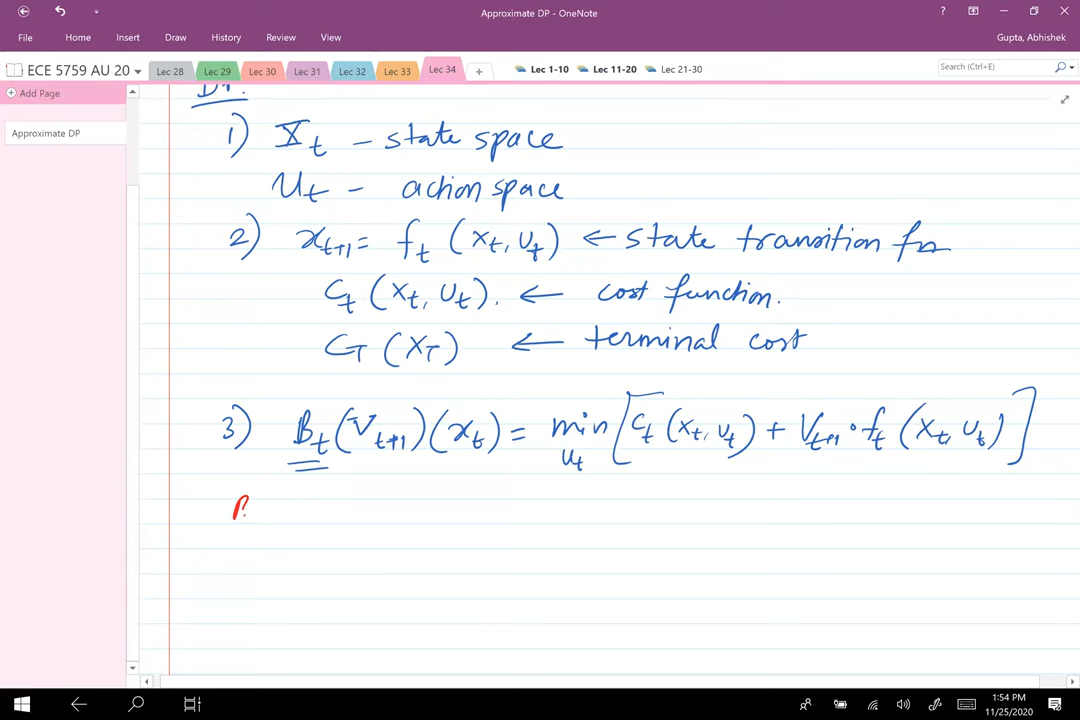 Approximate DP - OneNote
File Home Insert Draw History Review View Gupta, Abhishek
ECE 5759 AU 20 Lec 28 Lec 29 Lec 30 Lec 31 Lec 32 Lec 33 Lec 34 Lec 1-10 Lec 11-20 Lec 21-30 Search (Ctrl+E)
Add Page
Approximate DP
DP:
1) X_t – state space
U_t – action space
2) x_{t+1} = f_t (x_t, u_t) ← state transition fn
C_t (x_t, u_t). ← cost function.
C_T (x_T) ← terminal cost
3) B_t (V_{t+1}) (x_t) = min_{u_t} [ C_t (x_t, u_t) + V_{t+1} ∘ f_t (x_t, u_t) ]
1:54 PM
11/25/2020